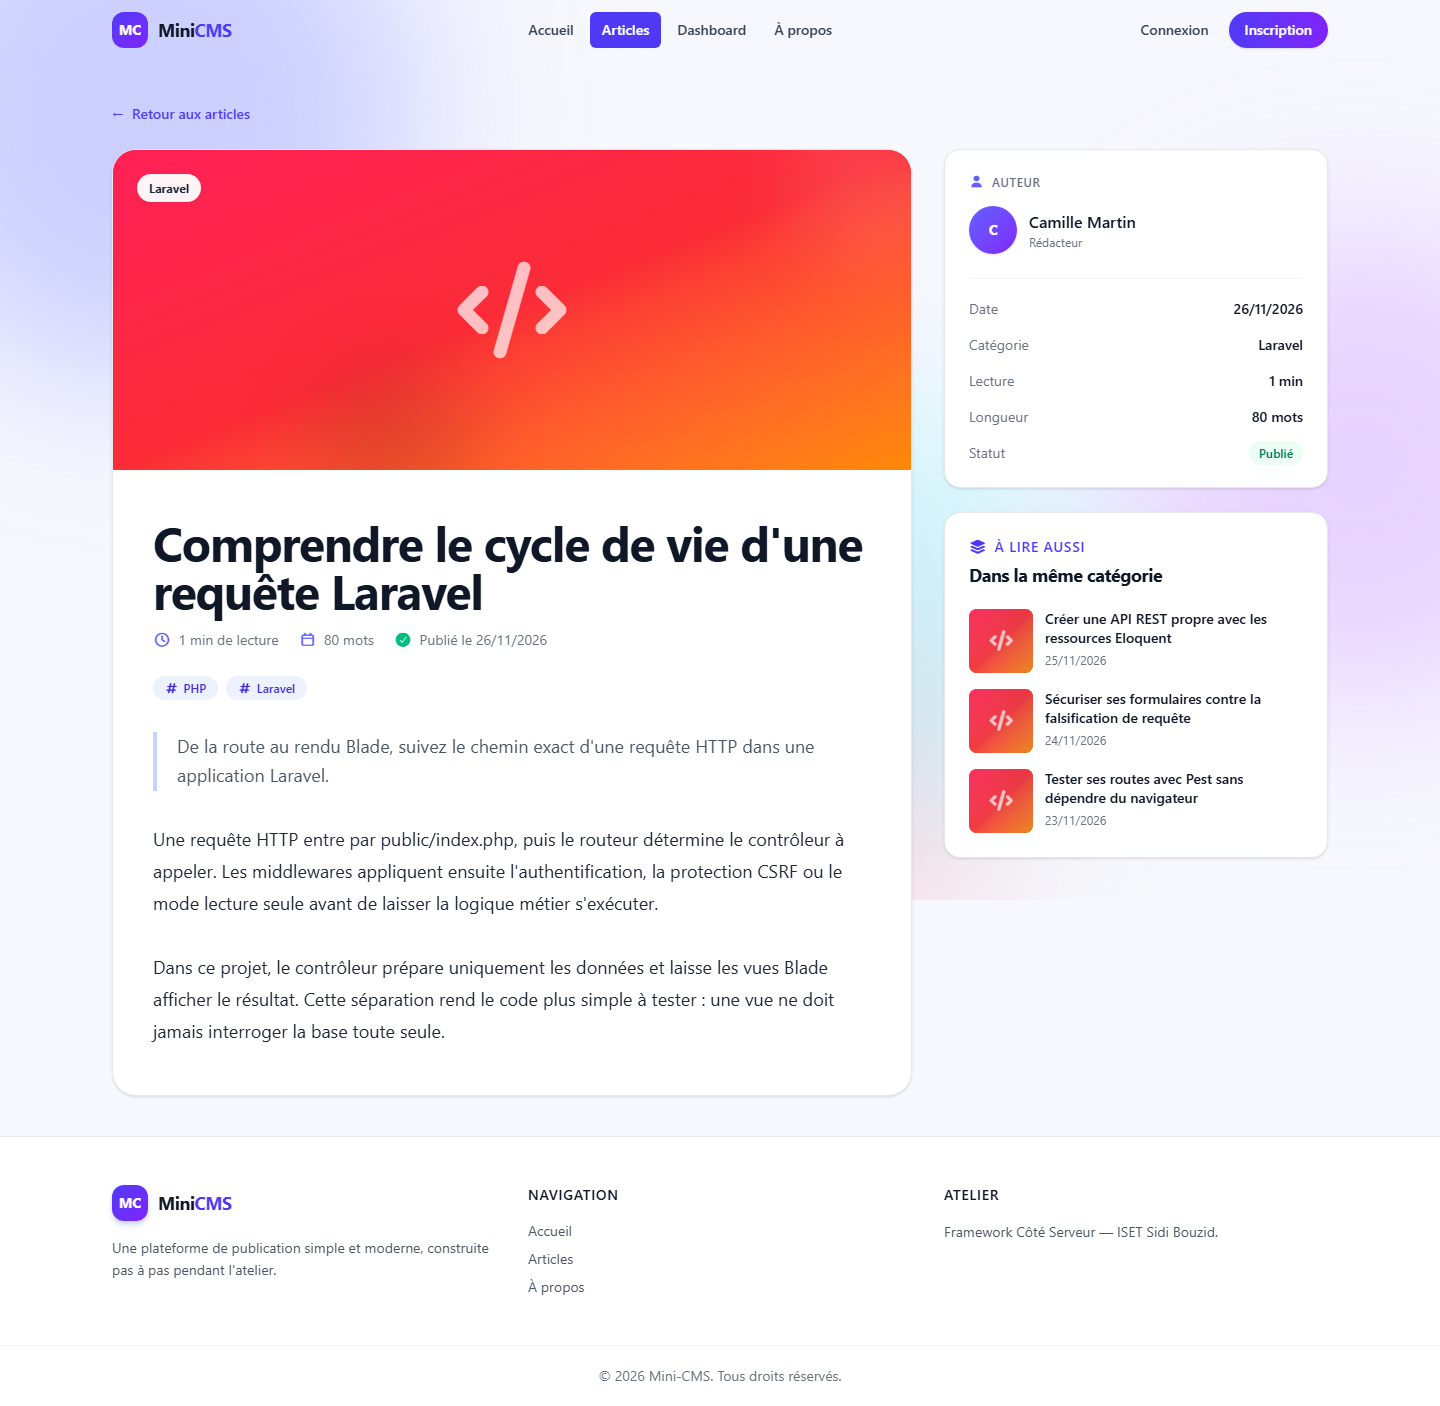 MC MiniCMS
Accueil Articles Dashboard À propos
Connexion Inscription
← Retour aux articles
Laravel
Comprendre le cycle de vie d'une
requête Laravel
1 min de lecture 80 mots Publié le 26/11/2026
# PHP # Laravel
De la route au rendu Blade, suivez le chemin exact d'une requête HTTP dans une
application Laravel.
Une requête HTTP entre par public/index.php, puis le routeur détermine le contrôleur à
appeler. Les middlewares appliquent ensuite l'authentification, la protection CSRF ou le
mode lecture seule avant de laisser la logique métier s'exécuter.
Dans ce projet, le contrôleur prépare uniquement les données et laisse les vues Blade
afficher le résultat. Cette séparation rend le code plus simple à tester : une vue ne doit
jamais interroger la base toute seule.
AUTEUR
C
Camille Martin
Rédacteur
Date 26/11/2026
Catégorie Laravel
Lecture 1 min
Longueur 80 mots
Statut Publié
À LIRE AUSSI
Dans la même catégorie
Créer une API REST propre avec les
ressources Eloquent
25/11/2026
Sécuriser ses formulaires contre la
falsification de requête
24/11/2026
Tester ses routes avec Pest sans
dépendre du navigateur
23/11/2026
MC MiniCMS
Une plateforme de publication simple et moderne, construite
pas à pas pendant l'atelier.
NAVIGATION
Accueil
Articles
À propos
ATELIER
Framework Côté Serveur — ISET Sidi Bouzid.
© 2026 Mini-CMS. Tous droits réservés.